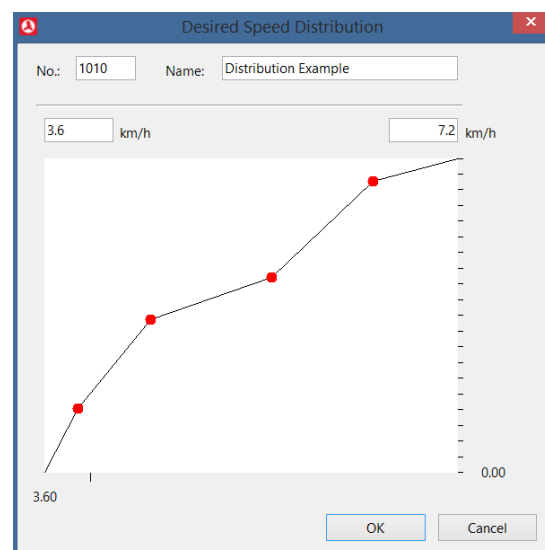 Desired Speed Distribution
No.: 1010 Name: Distribution Example
3.6 km/h 7.2 km/h
0.00
3.60
OK Cancel